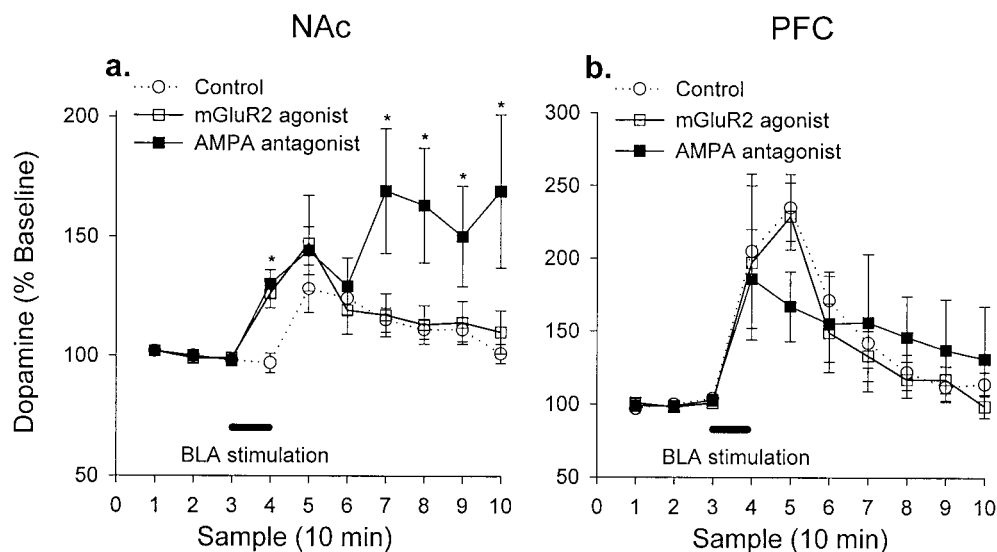 NAc
a.
Control
mGluR2 agonist
AMPA antagonist
Dopamine (% Baseline)
200
150
100
50
* * * * *
BLA stimulation
0 1 2 3 4 5 6 7 8 9 10
Sample (10 min)
PFC
b.
Control
mGluR2 agonist
AMPA antagonist
300
250
200
150
100
50
BLA stimulation
0 1 2 3 4 5 6 7 8 9 10
Sample (10 min)